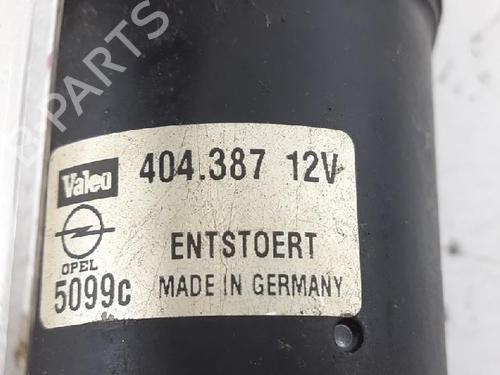 B-PARTS
Valeo 404.387 12V
OPEL ENTSTOERT
5099c MADE IN GERMANY